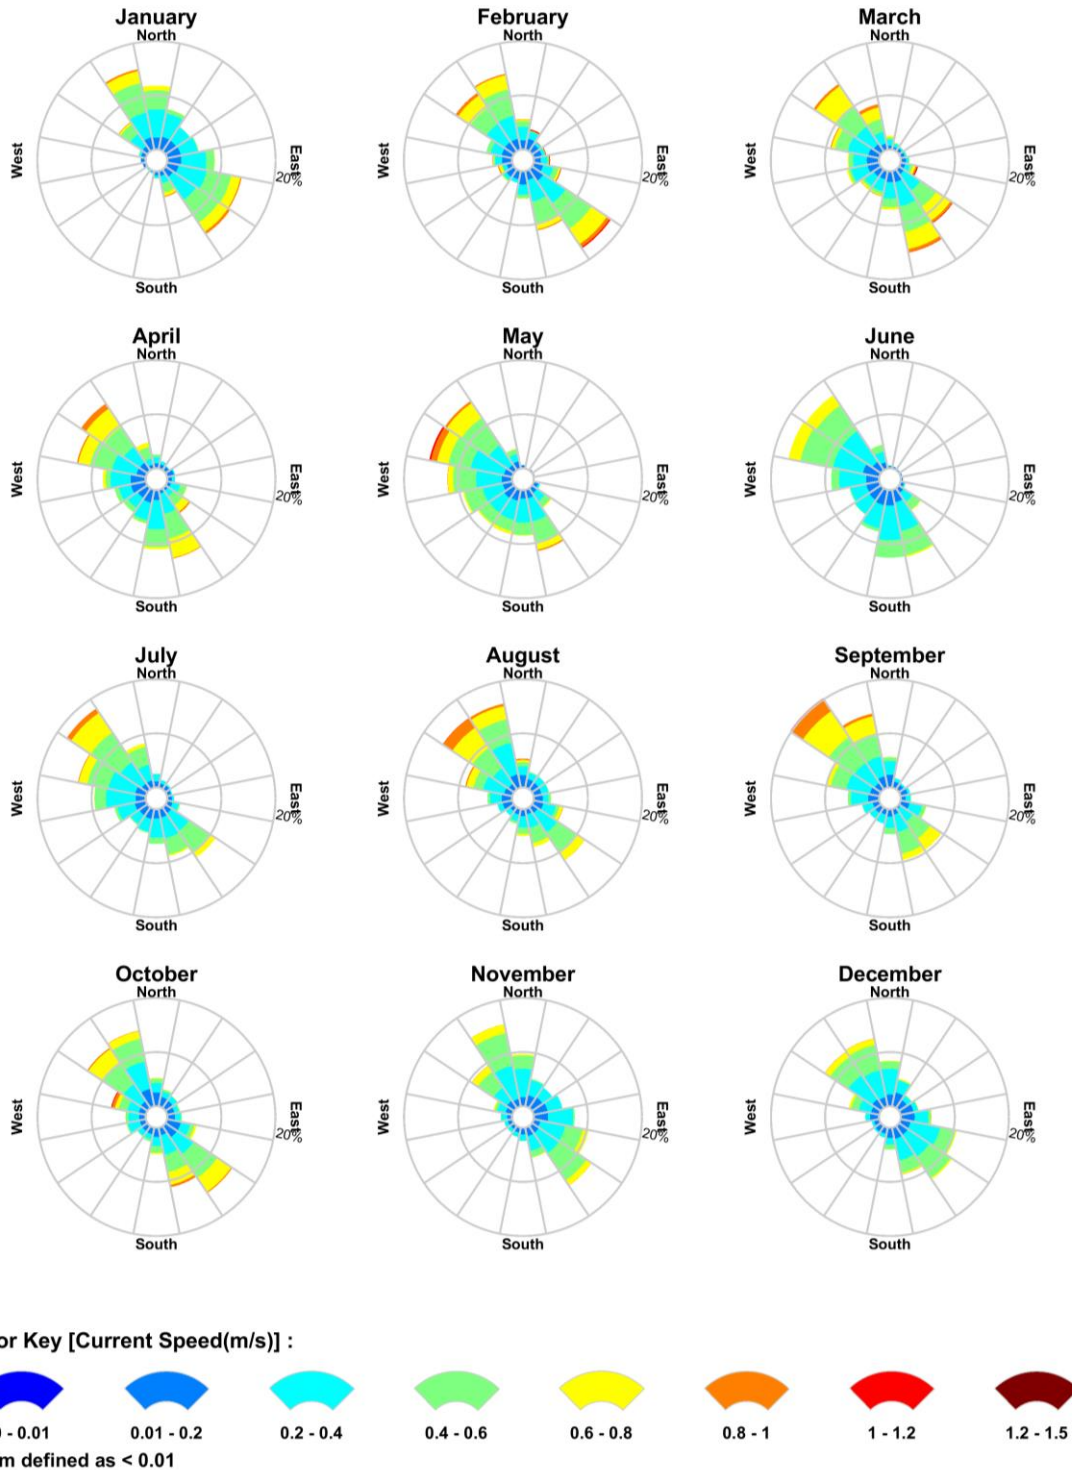 January February March
North North North
West East 20% West East 20% West East 20%
South South South
April May June
North North North
West East 20% West East 20% West East 20%
South South South
July August September
North North North
West East 20% West East 20% West East 20%
South South South
October November December
North North North
West East 20% West East 20% West East 20%
South South South
or Key [Current Speed(m/s)] :
- 0.01 0.01 - 0.2 0.2 - 0.4 0.4 - 0.6 0.6 - 0.8 0.8 - 1 1 - 1.2 1.2 - 1.5
m defined as < 0.01